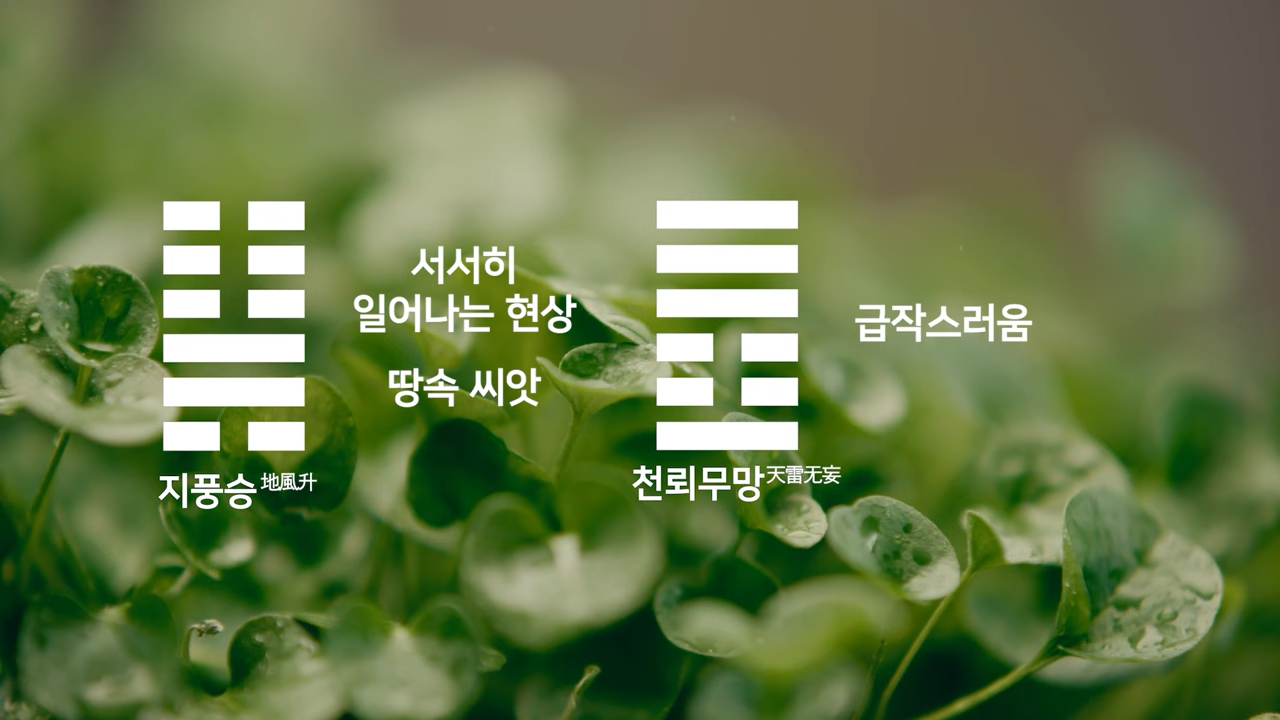 서서히
일어나는 현상
땅속 씨앗
지풍승地風升
급작스러움
천뢰무망天雷无妄